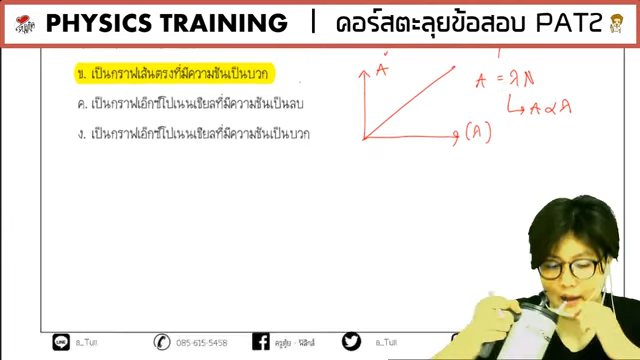 PHYSICS TRAINING | คอร์สตะลุยข้อสอบ PAT2
ข. เป็นกราฟเส้นตรงที่มีความชันเป็นบวก
ค. เป็นกราฟเอ็กซ์โปเนนเชียลที่มีความชันเป็นลบ
ง. เป็นกราฟเอ็กซ์โปเนนเชียลที่มีความชันเป็นบวก
A
(A)
A = λN
↳ A α λ
085-615-5458
ครูตุ้ย - ฟิสิกส์